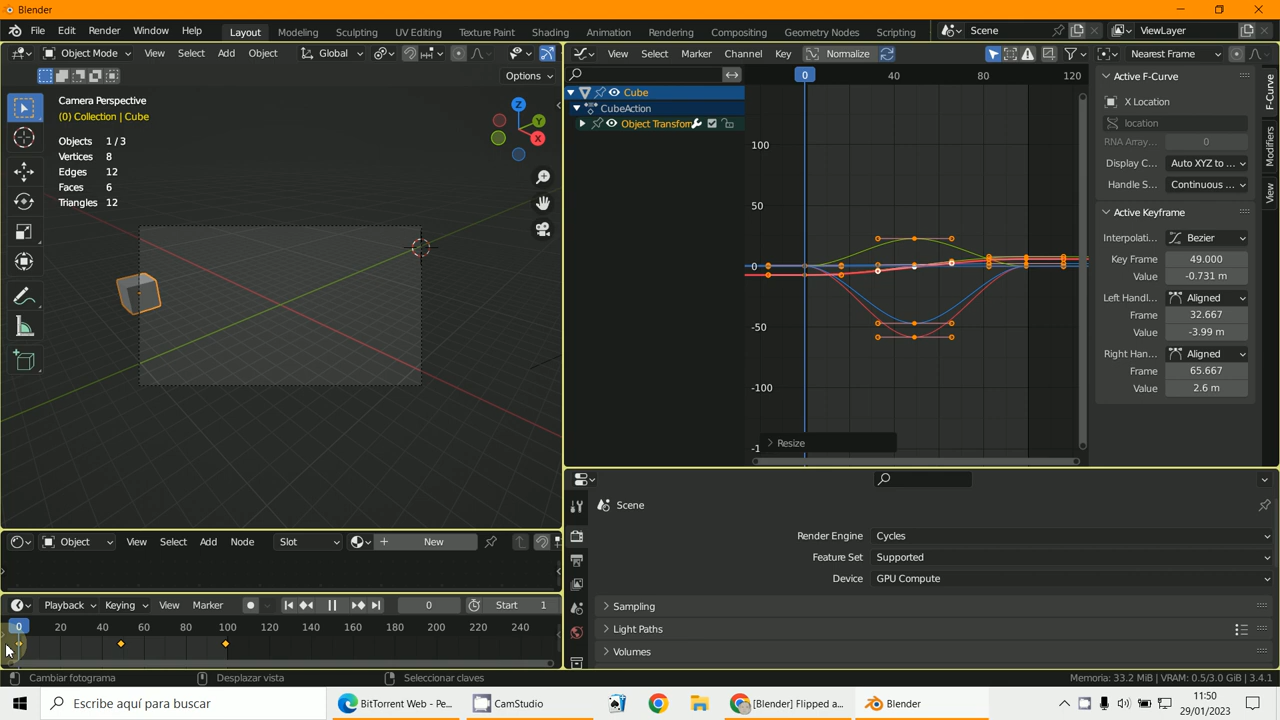 Blender
File Edit Render Window Help Layout Modeling Sculpting UV Editing Texture Paint Shading Animation Rendering Compositing Geometry Nodes Scripting Scene ViewLayer
Object Mode View Select Add Object Global
Options
Camera Perspective
(0) Collection | Cube
Objects 1 / 3
Vertices 8
Edges 12
Faces 6
Triangles 12
Z
Y
X
View Select Marker Channel Key Normalize Nearest Frame
0 40 80 120
Cube
CubeAction
Object Transform
100
50
0
-50
-100
-1
Resize
Active F-Curve
X Location
location
RNA Array... 0
Display C... Auto XYZ to ...
Handle S... Continuous ...
Active Keyframe
Interpolati... Bezier
Key Frame 49.000
Value -0.731 m
Left Handl... Aligned
Frame 32.667
Value -3.99 m
Right Han... Aligned
Frame 65.667
Value 2.6 m
F-Curve
Modifiers
View
Scene
Render Engine Cycles
Feature Set Supported
Device GPU Compute
Sampling
Light Paths
Volumes
Object View Select Add Node Slot New
Playback Keying View Marker 0 Start 1
0 20 40 60 80 100 120 140 160 180 200 220 240
Cambiar fotograma Desplazar vista Seleccionar claves Memoria: 33.2 MiB | VRAM: 0.5/3.0 GiB | 3.4.1
Escribe aquí para buscar BitTorrent Web - Pe... CamStudio [Blender] Flipped a... Blender
11:50
29/01/2023